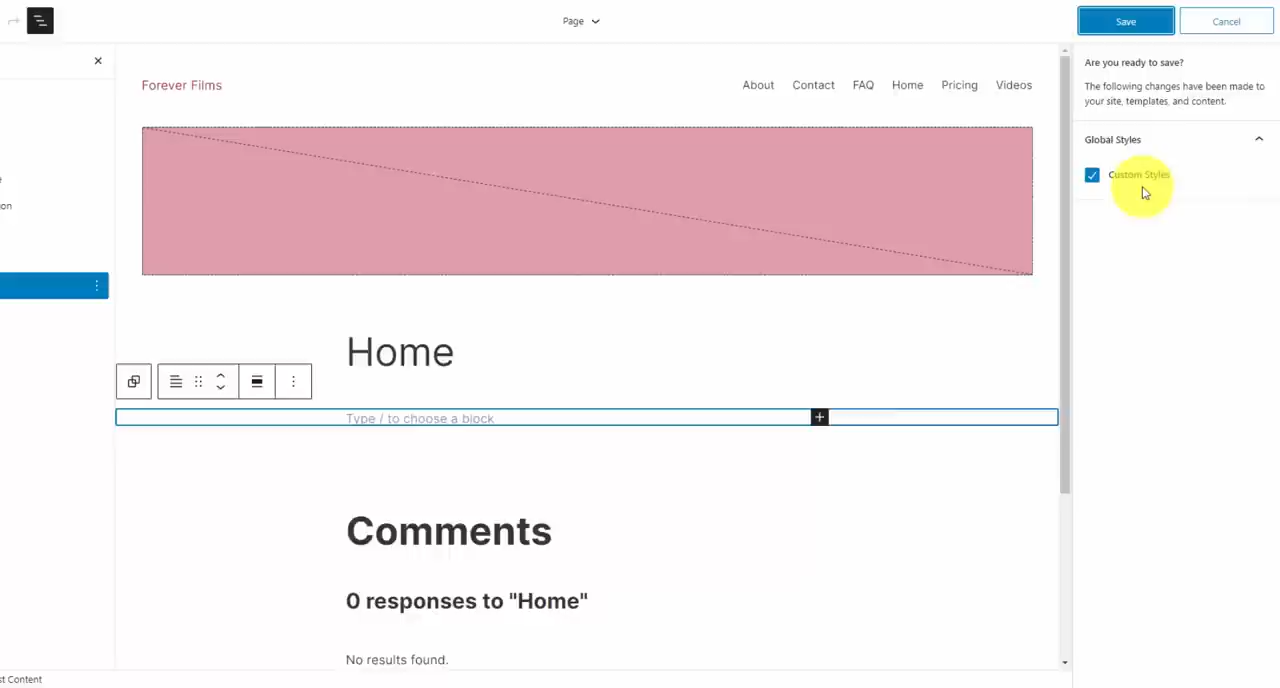 Page
Save
Cancel
Are you ready to save?
The following changes have been made to
your site, templates, and content.
Global Styles
Custom Styles
Forever Films
About
Contact
FAQ
Home
Pricing
Videos
Home
Type / to choose a block
Comments
0 responses to "Home"
No results found.
Content